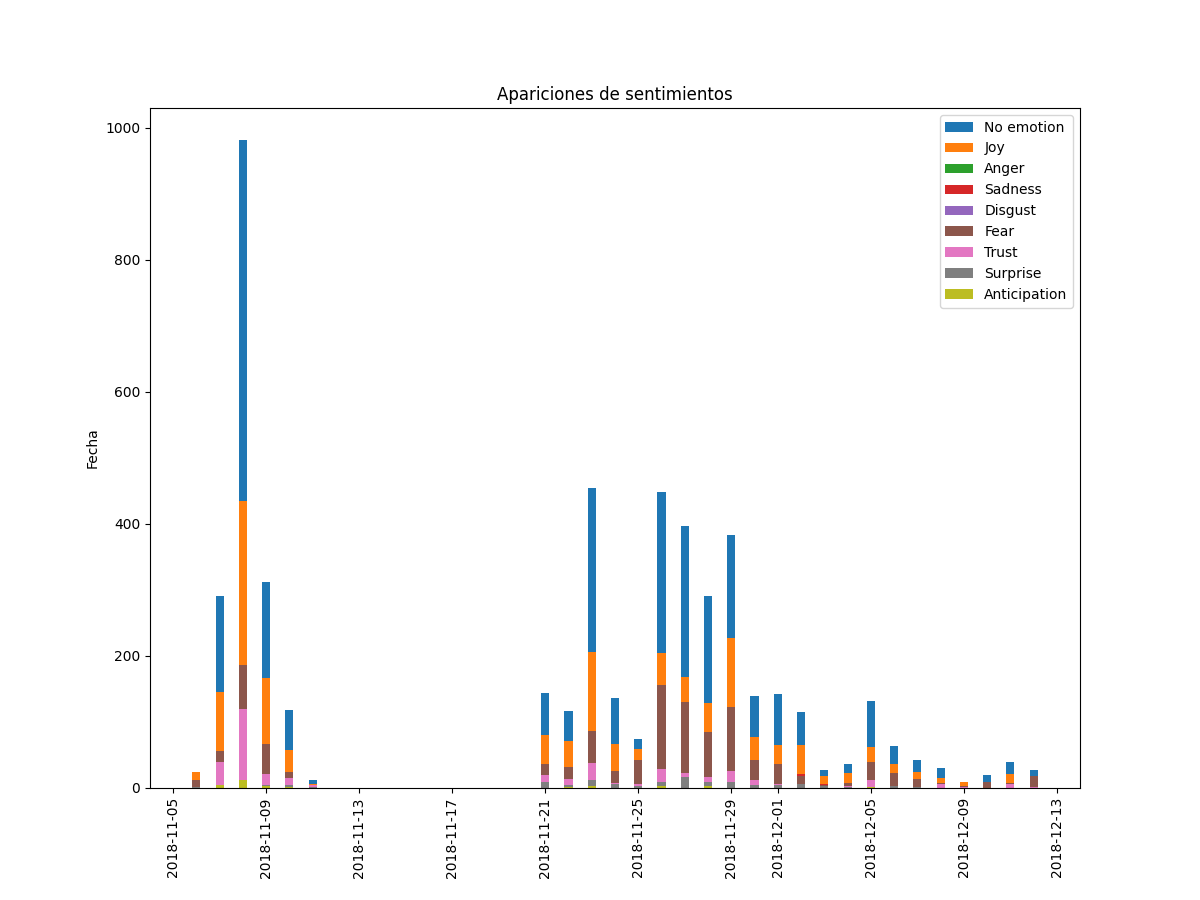 Apariciones de sentimientos
No emotion
Joy
Anger
Sadness
Disgust
Fear
Trust
Surprise
Anticipation
1000
800
600
400
200
0
Fecha
2018-11-05
2018-11-09
2018-11-13
2018-11-17
2018-11-21
2018-11-25
2018-11-29
2018-12-01
2018-12-05
2018-12-09
2018-12-13